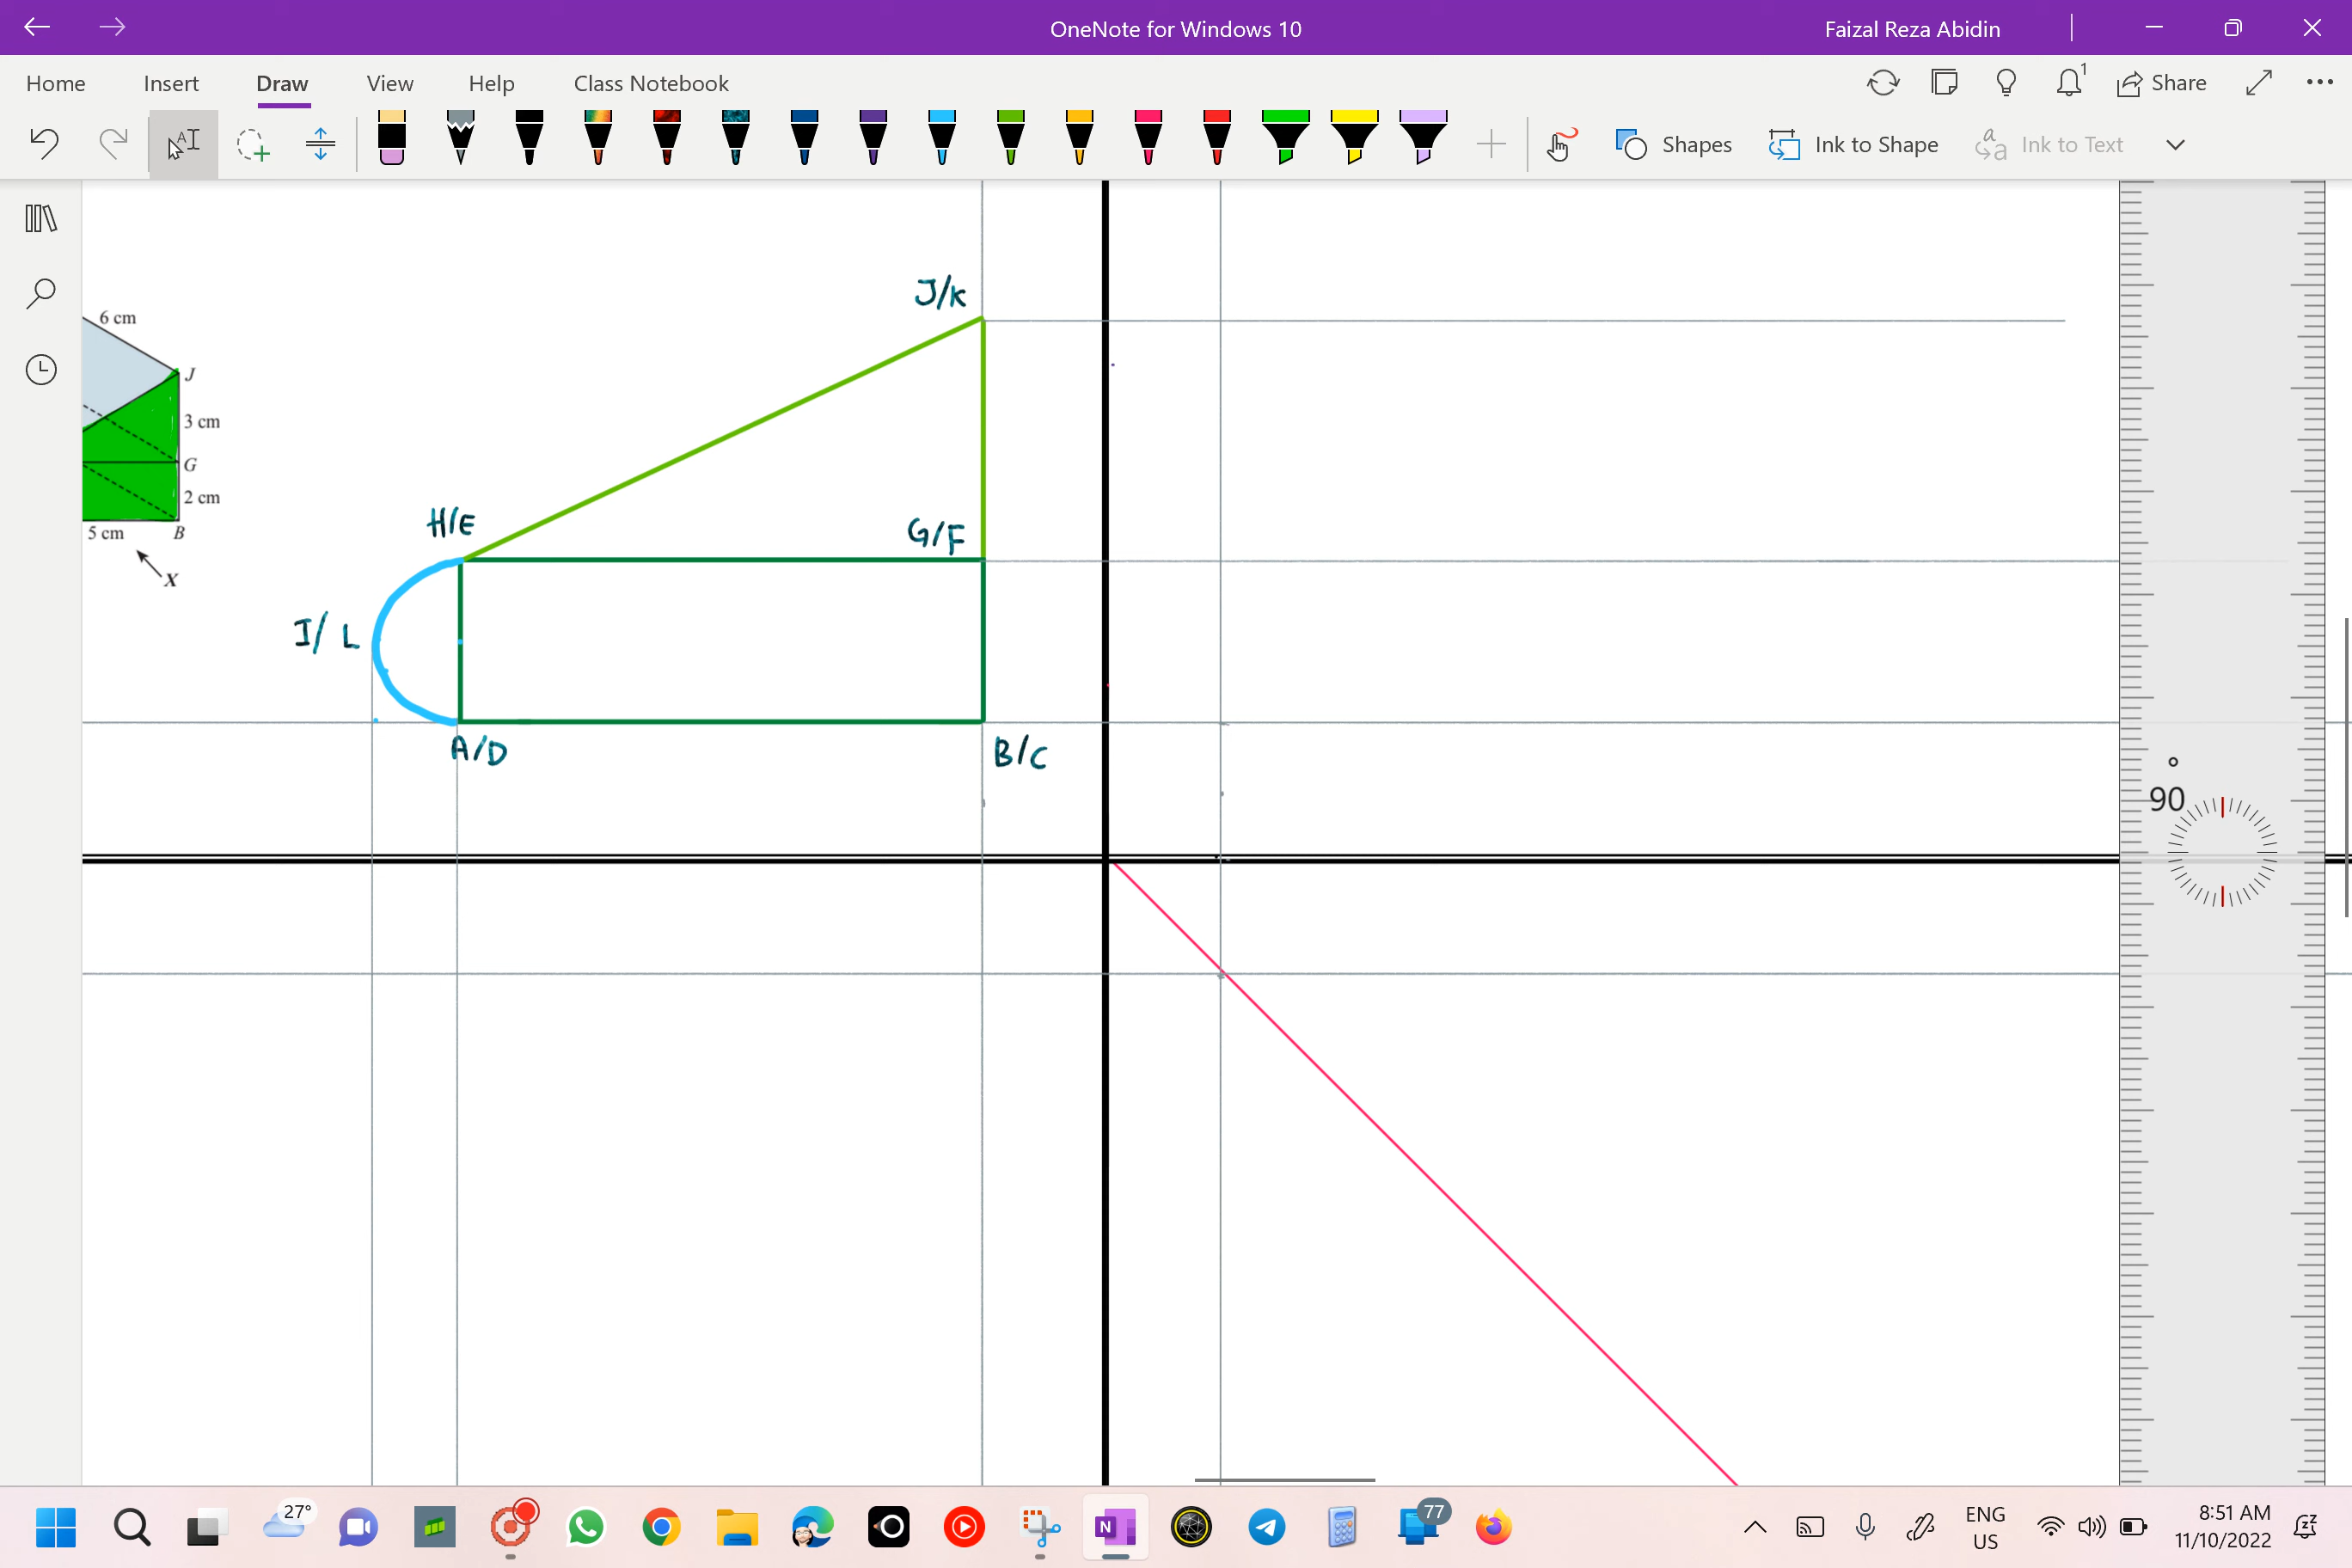 OneNote for Windows 10
Faizal Reza Abidin
Home Insert Draw View Help Class Notebook
1
Share
Shapes
Ink to Shape
Ink to Text
J/K
6 cm
J
3 cm
G
2 cm
5 cm
B
X
H/E
G/F
I/L
A/D
B/C
°
90
27°
77
ENG
US
8:51 AM
11/10/2022